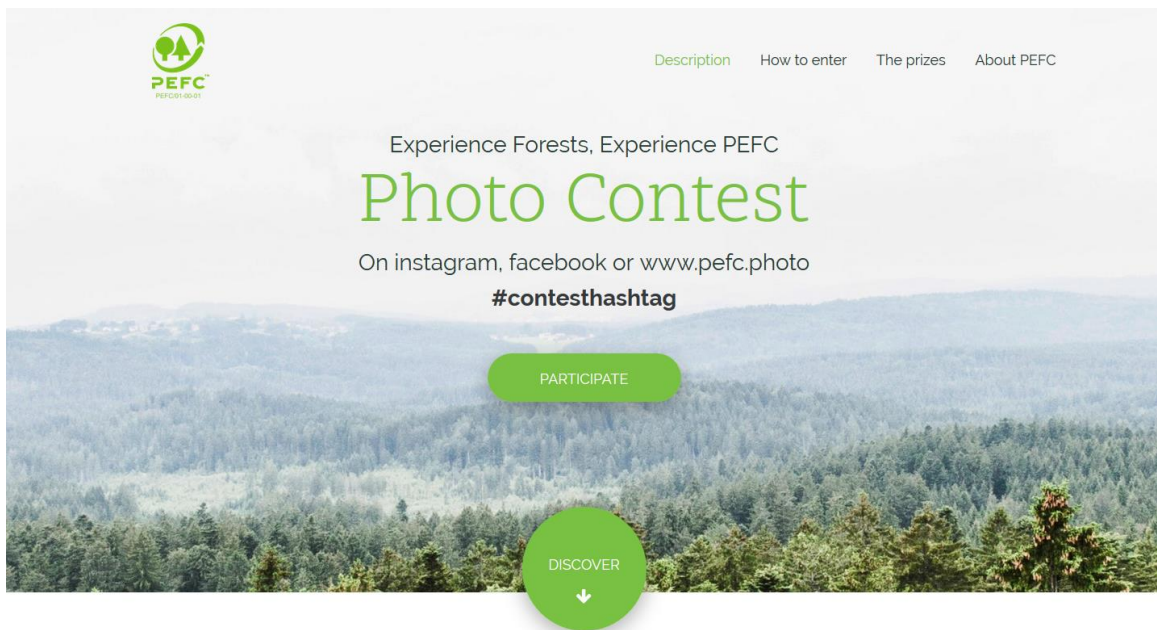 PEFC™
PEFC/01-00-01
Description How to enter The prizes About PEFC
Experience Forests, Experience PEFC
Photo Contest
On instagram, facebook or www.pefc.photo
#contesthashtag
PARTICIPATE
DISCOVER